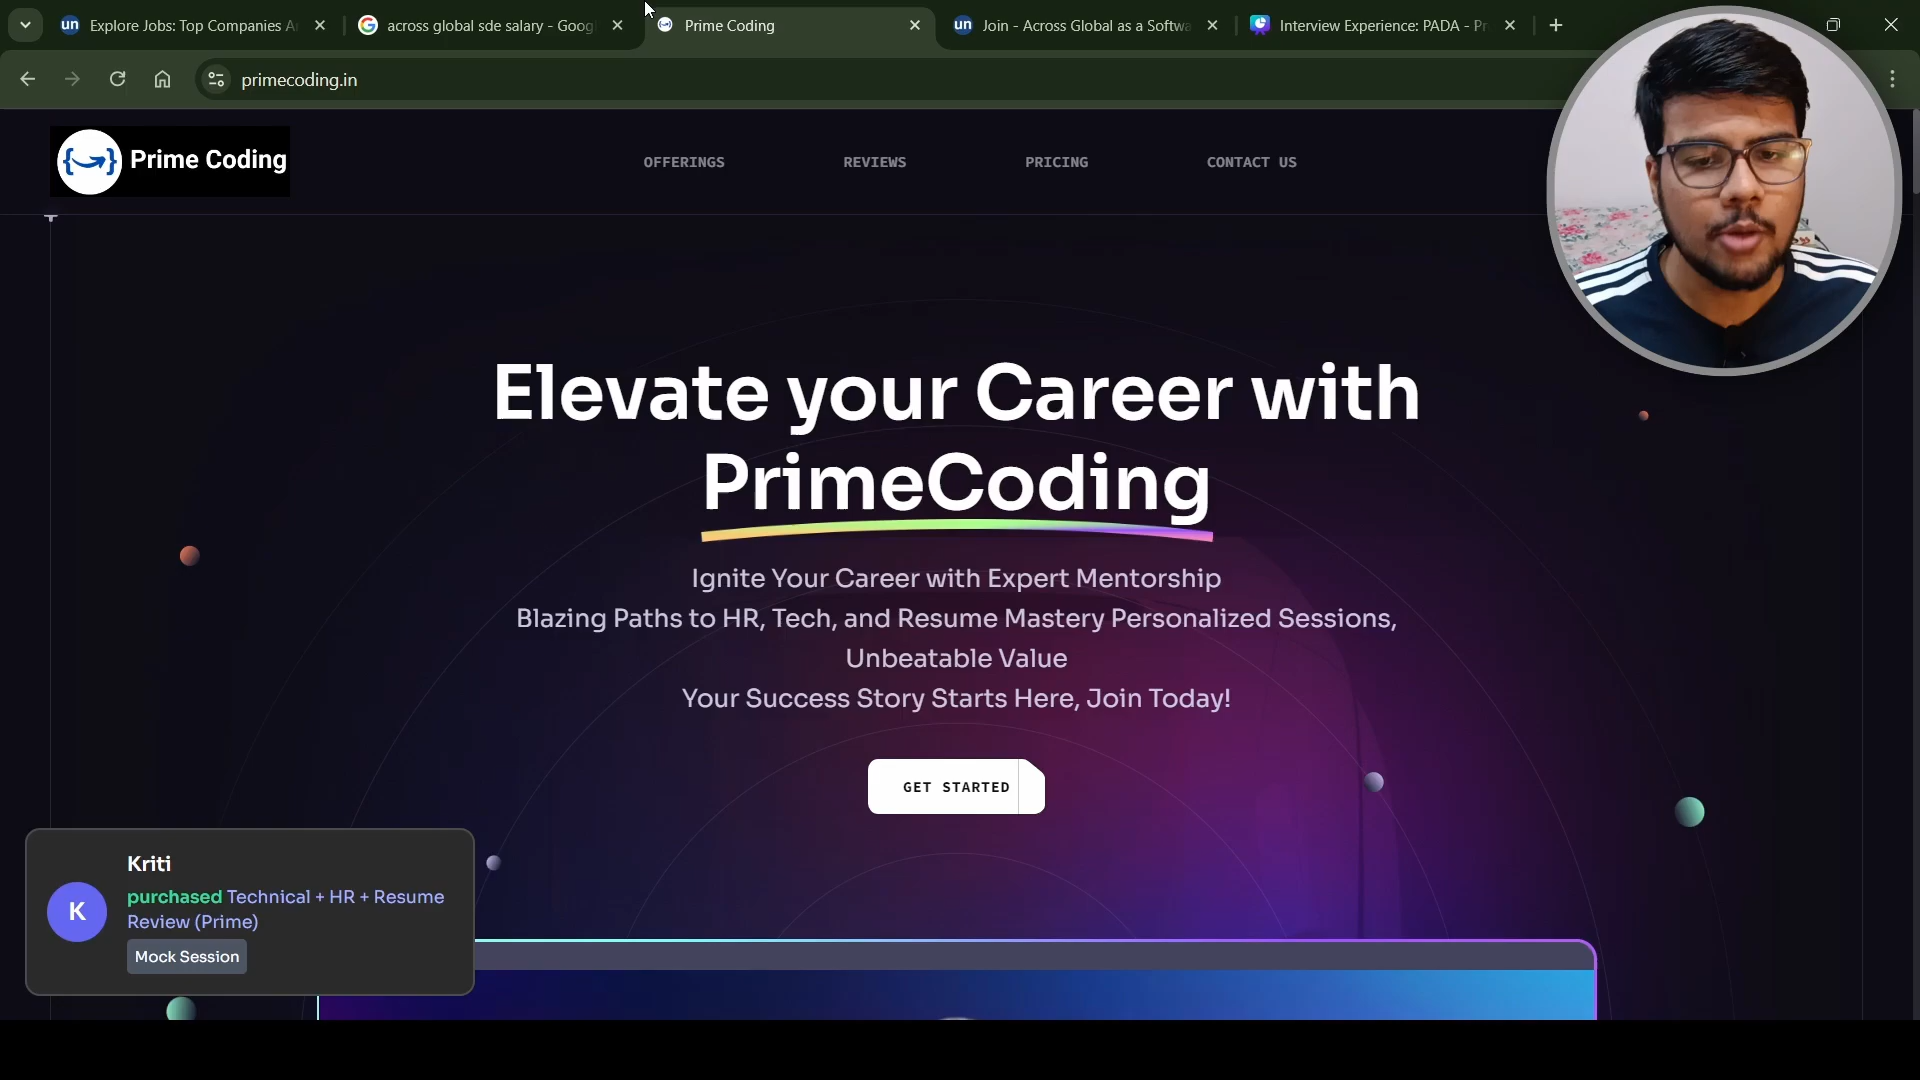 Explore Jobs: Top Companies A
across global sde salary - Goog
Prime Coding
Join - Across Global as a Softwa
Interview Experience: PADA - Pr
primecoding.in
Prime Coding
OFFERINGS
REVIEWS
PRICING
CONTACT US
Elevate your Career with
PrimeCoding
Ignite Your Career with Expert Mentorship
Blazing Paths to HR, Tech, and Resume Mastery Personalized Sessions,
Unbeatable Value
Your Success Story Starts Here, Join Today!
GET STARTED
Kriti
K
purchased Technical + HR + Resume
Review (Prime)
Mock Session